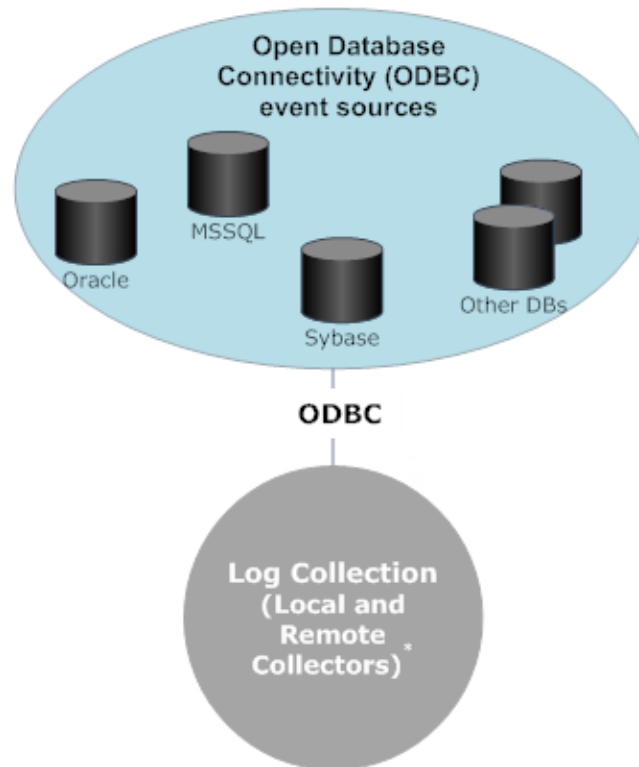 Open Database
Connectivity (ODBC)
event sources
MSSQL
Oracle
Other DBs
Sybase
ODBC
Log Collection
(Local and
Remote
Collectors)*